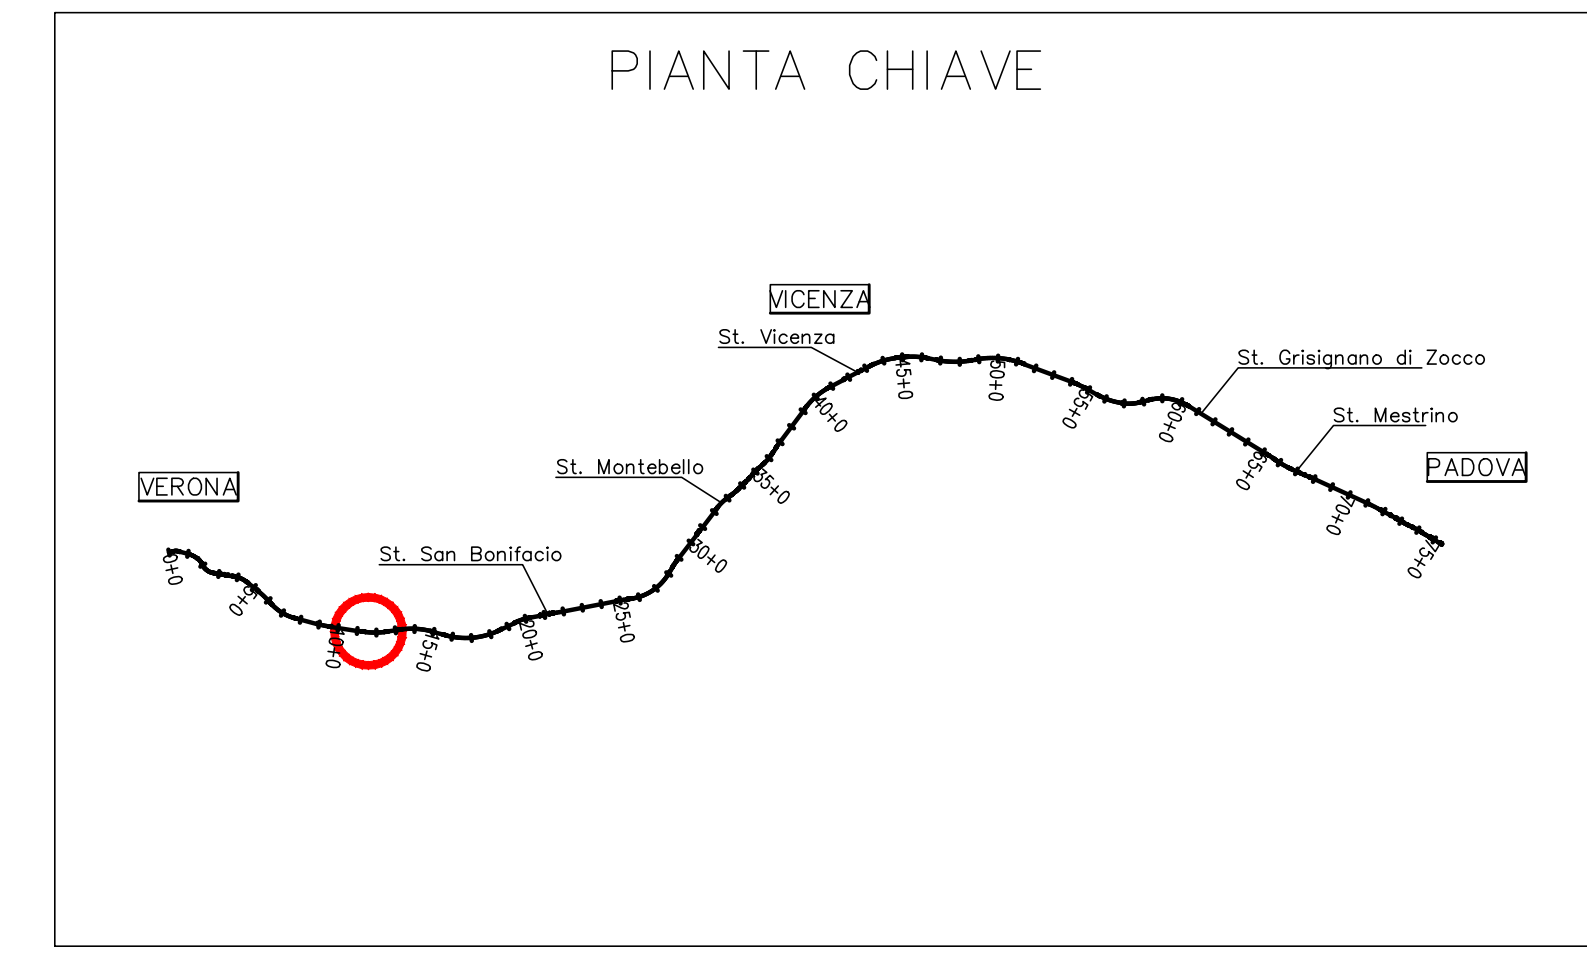 PIANTA CHIAVE
VICENZA
St. Vicenza
St. Grisignano di Zocco
St. Mestrino
PADOVA
St. Montebello
VERONA
St. San Bonifacio
0+0
5+0
10+0
15+0
20+0
25+0
30+0
35+0
40+0
45+0
50+0
55+0
60+0
65+0
70+0
75+0